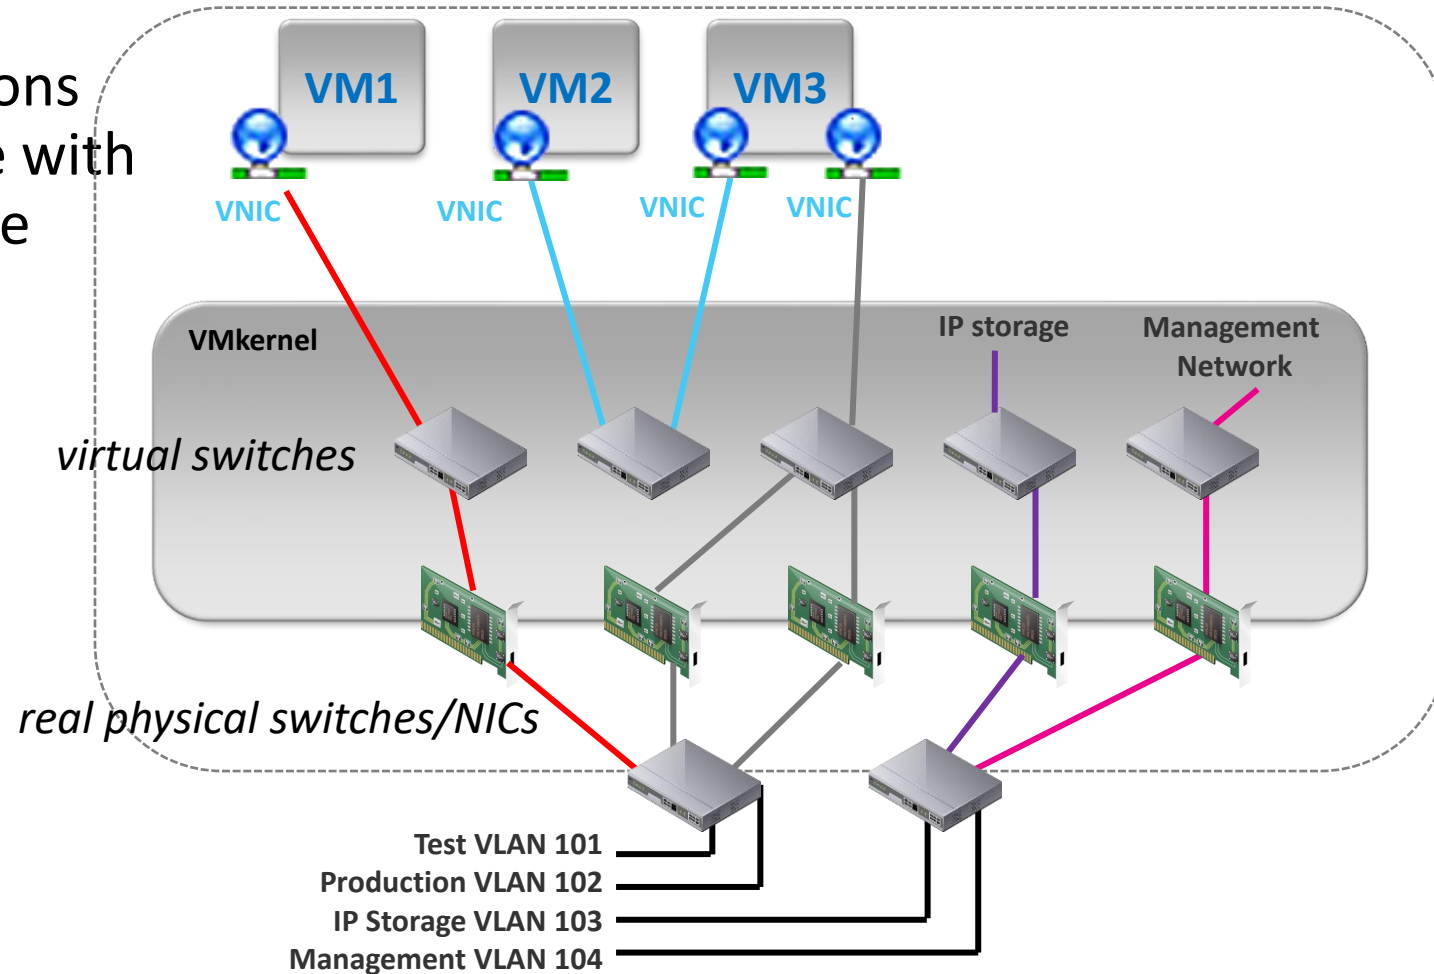 ons
e with
e
VM1
VM2
VM3
VNIC
VNIC
VNIC
VNIC
VMkernel
IP storage
Management
Network
virtual switches
real physical switches/NICs
Test VLAN 101
Production VLAN 102
IP Storage VLAN 103
Management VLAN 104